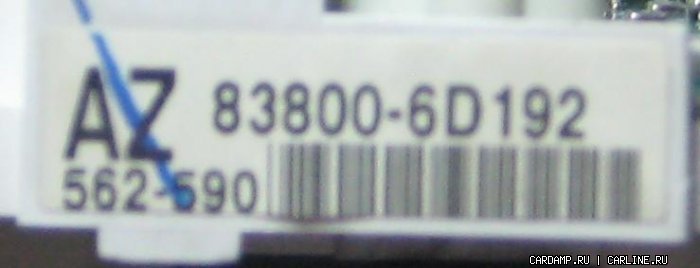 AZ 83800-6D192
562-590
CARDAMP.RU | CARLINE.RU